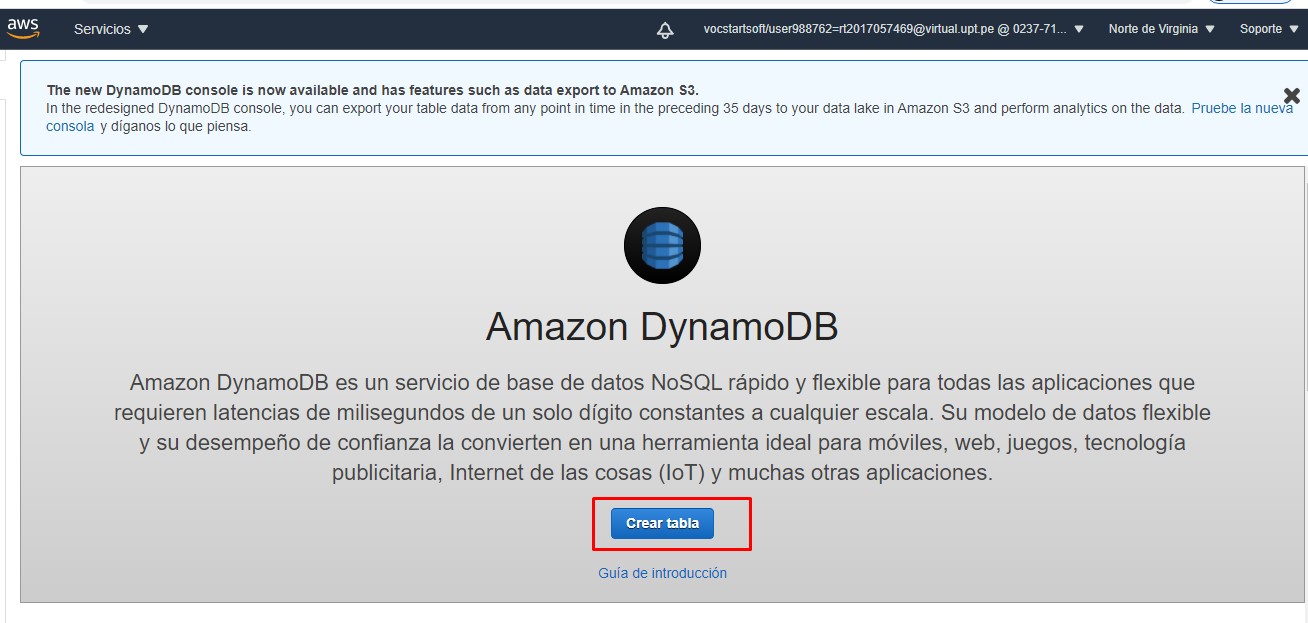 aws Servicios vocstartsoft/user988762=rt2017057469@virtual.upt.pe @ 0237-71... Norte de Virginia Soporte
The new DynamoDB console is now available and has features such as data export to Amazon S3.
In the redesigned DynamoDB console, you can export your table data from any point in time in the preceding 35 days to your data lake in Amazon S3 and perform analytics on the data. Pruebe la nueva
consola y díganos lo que piensa.
Amazon DynamoDB
Amazon DynamoDB es un servicio de base de datos NoSQL rápido y flexible para todas las aplicaciones que
requieren latencias de milisegundos de un solo dígito constantes a cualquier escala. Su modelo de datos flexible
y su desempeño de confianza la convierten en una herramienta ideal para móviles, web, juegos, tecnología
publicitaria, Internet de las cosas (IoT) y muchas otras aplicaciones.
Crear tabla
Guía de introducción